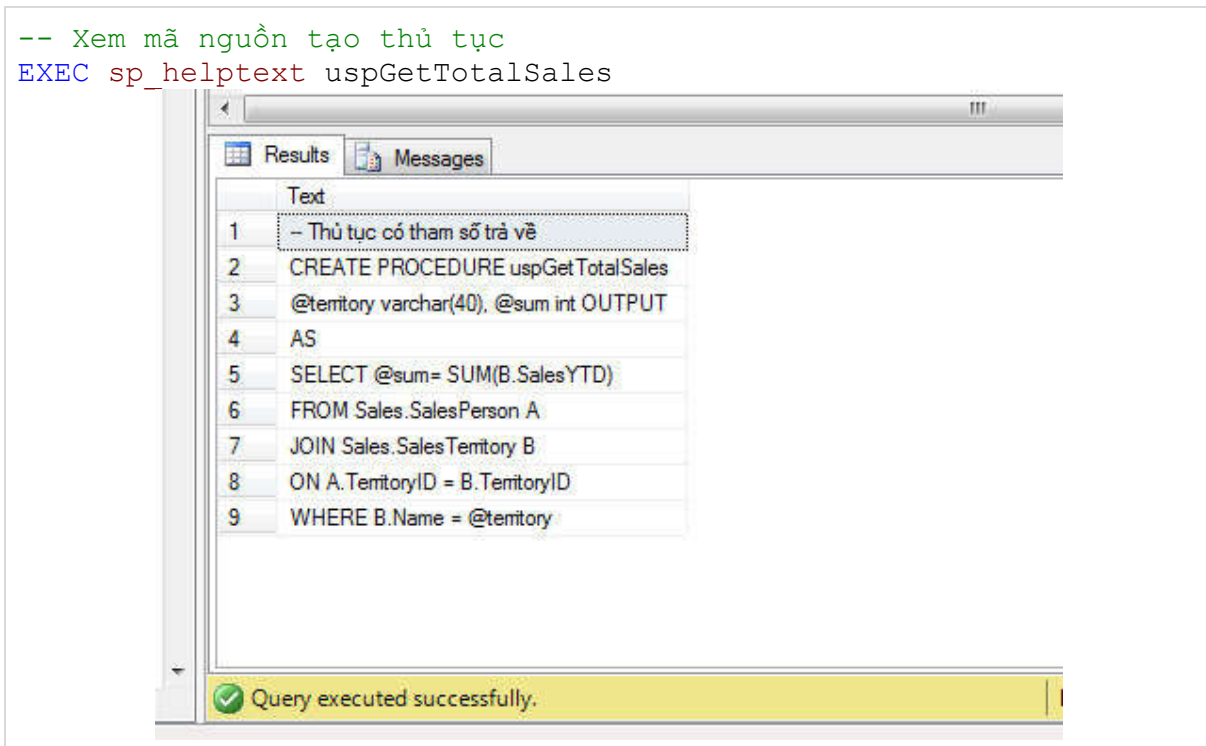 -- Xem mã nguồn tạo thủ tục
EXEC sp_helptext uspGetTotalSales
Results Messages
Text
1 -- Thủ tục có tham số trả về
2 CREATE PROCEDURE uspGetTotalSales
3 @territory varchar(40), @sum int OUTPUT
4 AS
5 SELECT @sum= SUM(B.SalesYTD)
6 FROM Sales.SalesPerson A
7 JOIN Sales.SalesTerritory B
8 ON A.TerritoryID = B.TerritoryID
9 WHERE B.Name = @territory
Query executed successfully.